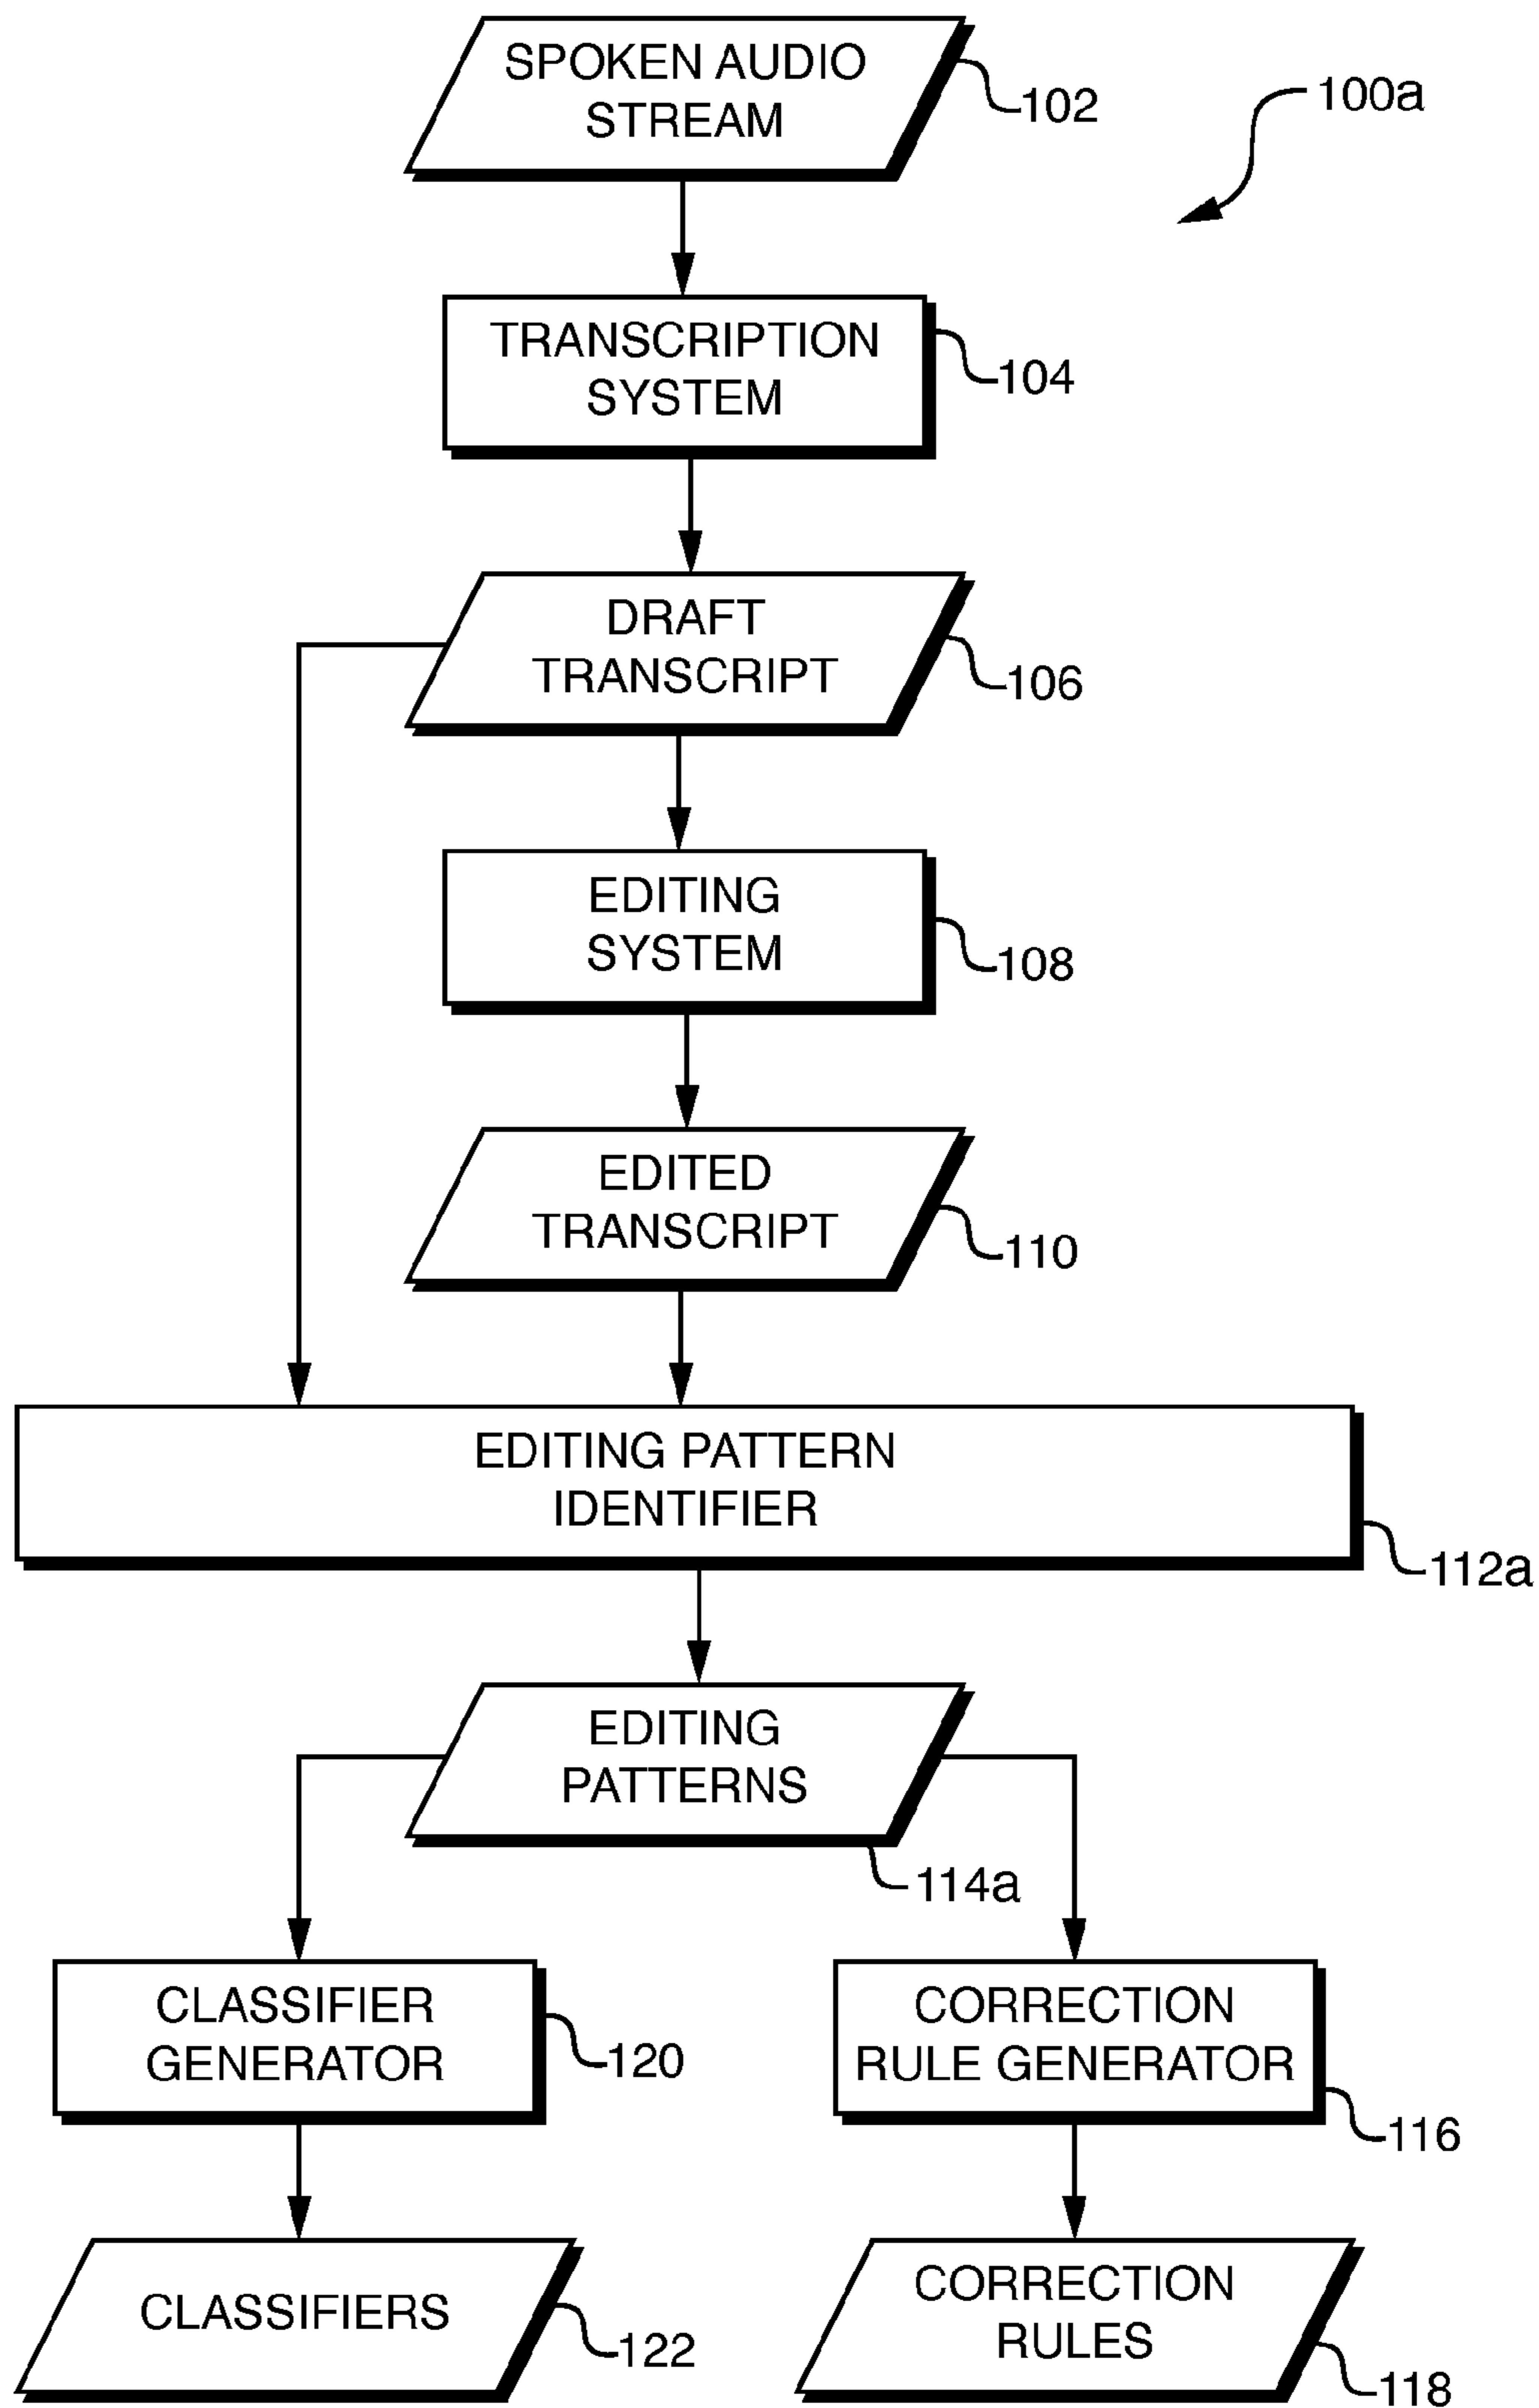 SPOKEN AUDIO
STREAM
102
100a
TRANSCRIPTION
SYSTEM
104
DRAFT
TRANSCRIPT
106
EDITING
SYSTEM
108
EDITED
TRANSCRIPT
110
EDITING PATTERN
IDENTIFIER
112a
EDITING
PATTERNS
114a
CLASSIFIER
GENERATOR
120
CORRECTION
RULE GENERATOR
116
CLASSIFIERS
122
CORRECTION
RULES
118